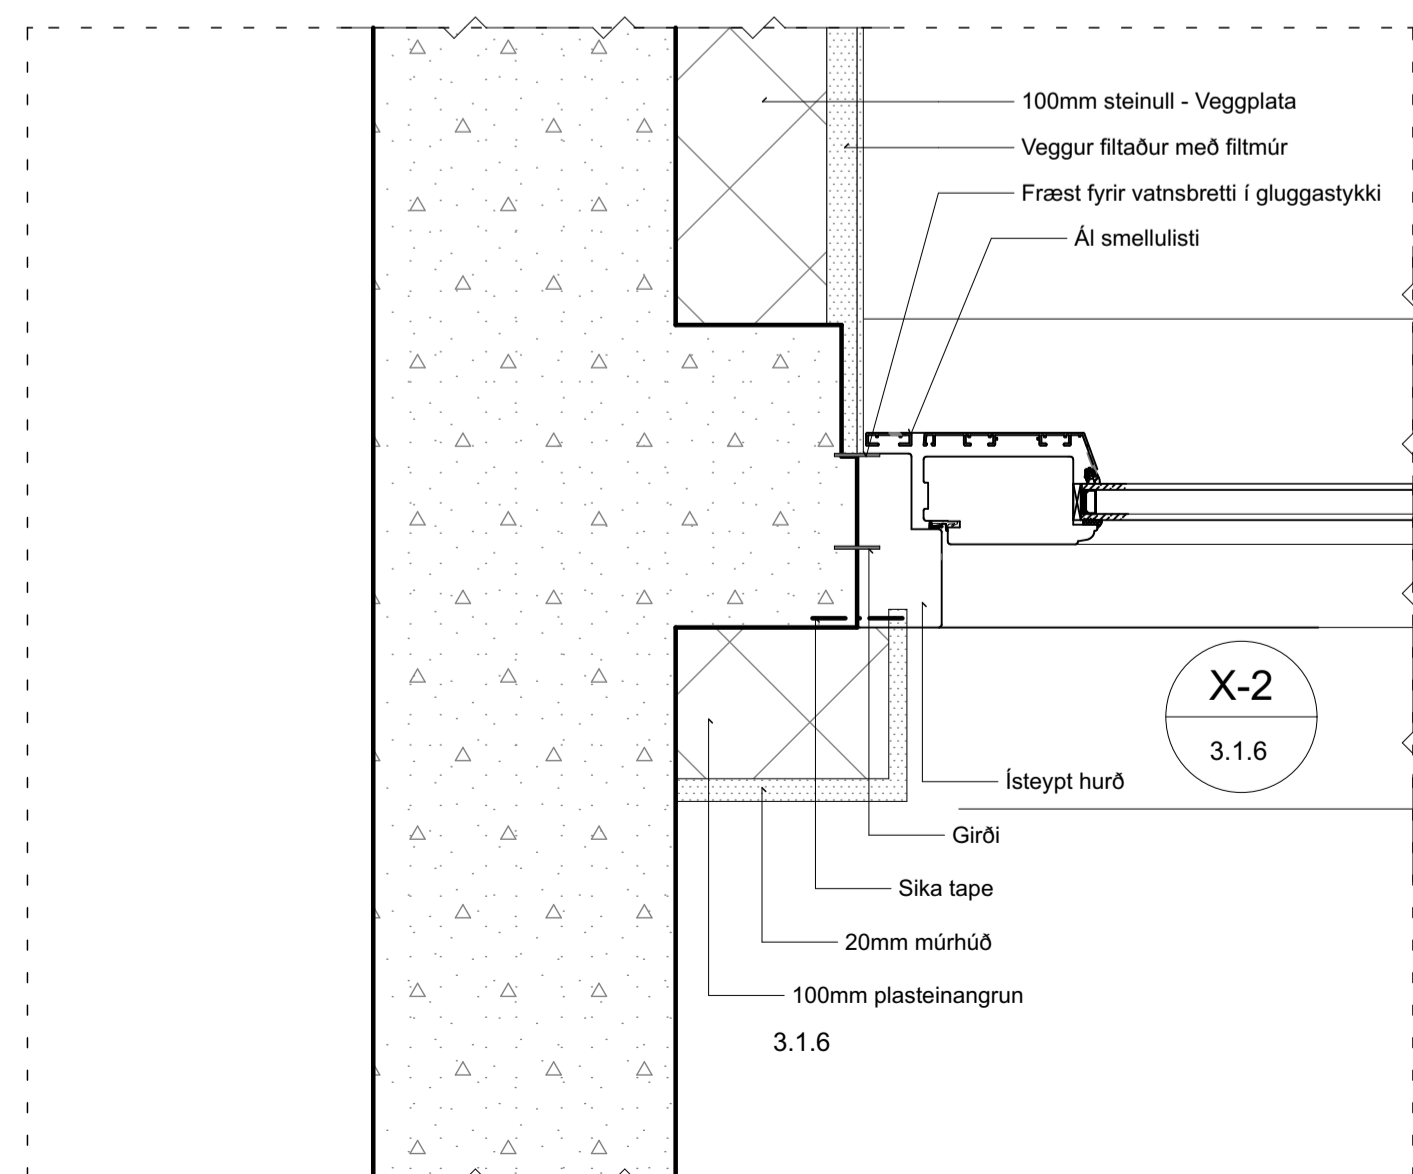 100mm steinull - Veggplata
Veggur filtaður með filtmúr
Fræst fyrir vatnsbretti í gluggastykki
Ál smellulisti
X-2
3.1.6
Ísteypt hurð
Girði
Sika tape
20mm múrhúð
100mm plasteinangrun
3.1.6